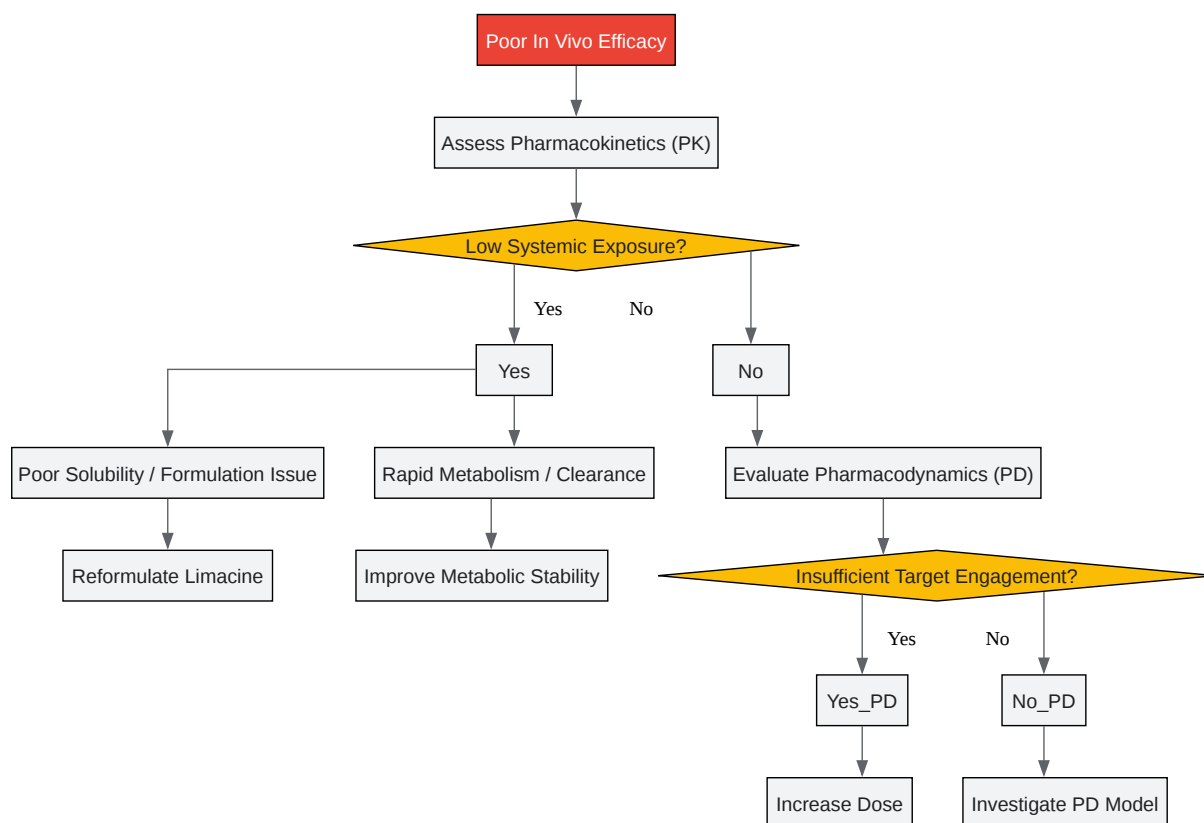 Poor In Vivo Efficacy
Assess Pharmacokinetics (PK)
Low Systemic Exposure?
Yes
No
Yes
No
Poor Solubility / Formulation Issue
Rapid Metabolism / Clearance
Evaluate Pharmacodynamics (PD)
Reformulate Limacine
Improve Metabolic Stability
Insufficient Target Engagement?
Yes
No
Yes_PD
No_PD
Increase Dose
Investigate PD Model